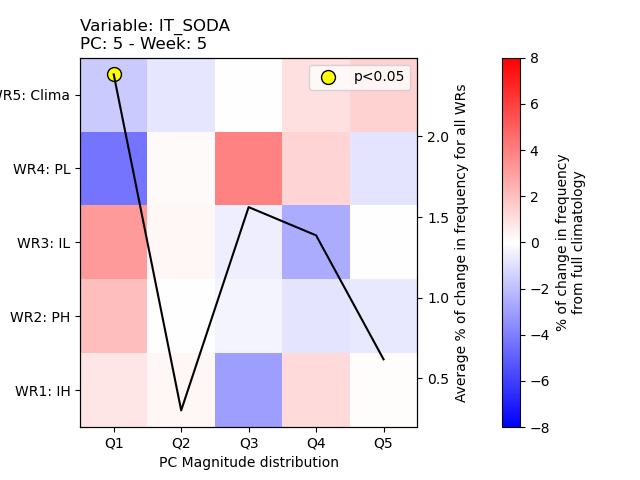 Variable: IT_SODA
PC: 5 - Week: 5
p<0.05
WR5: Clima
WR4: PL
WR3: IL
WR2: PH
WR1: IH
Q1 Q2 Q3 Q4 Q5
PC Magnitude distribution
2.0
1.5
1.0
0.5
Average % of change in frequency for all WRs
8
6
4
2
0
−2
−4
−6
−8
% of change in frequency
from full climatology